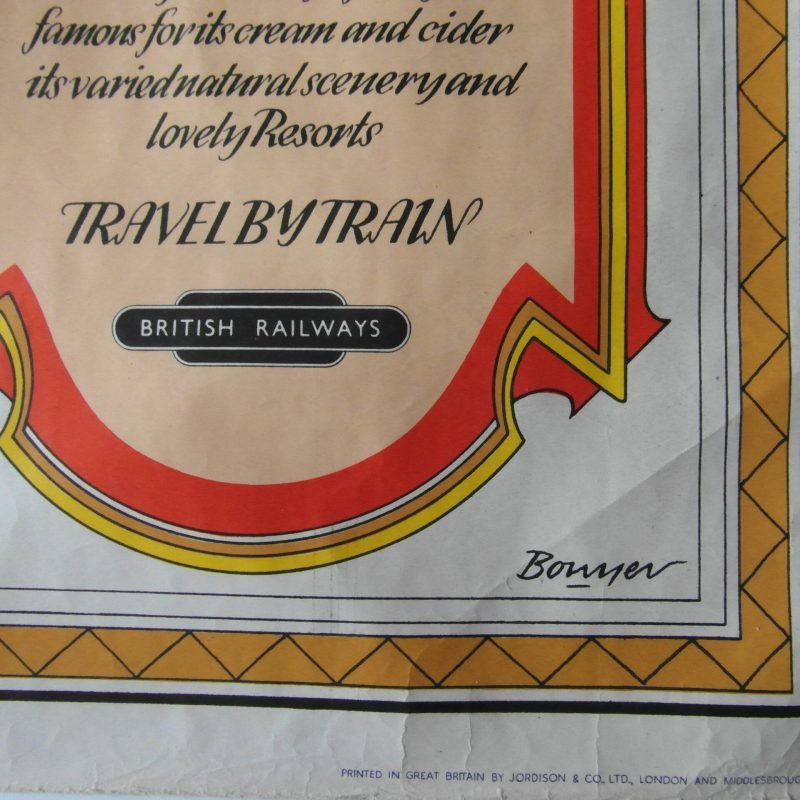 famous for its cream and cider
its varied natural scenery and
lovely Resorts
TRAVEL BY TRAIN
BRITISH RAILWAYS
Bowyer
PRINTED IN GREAT BRITAIN BY JORDISON & CO., LTD., LONDON AND MIDDLESBROUG